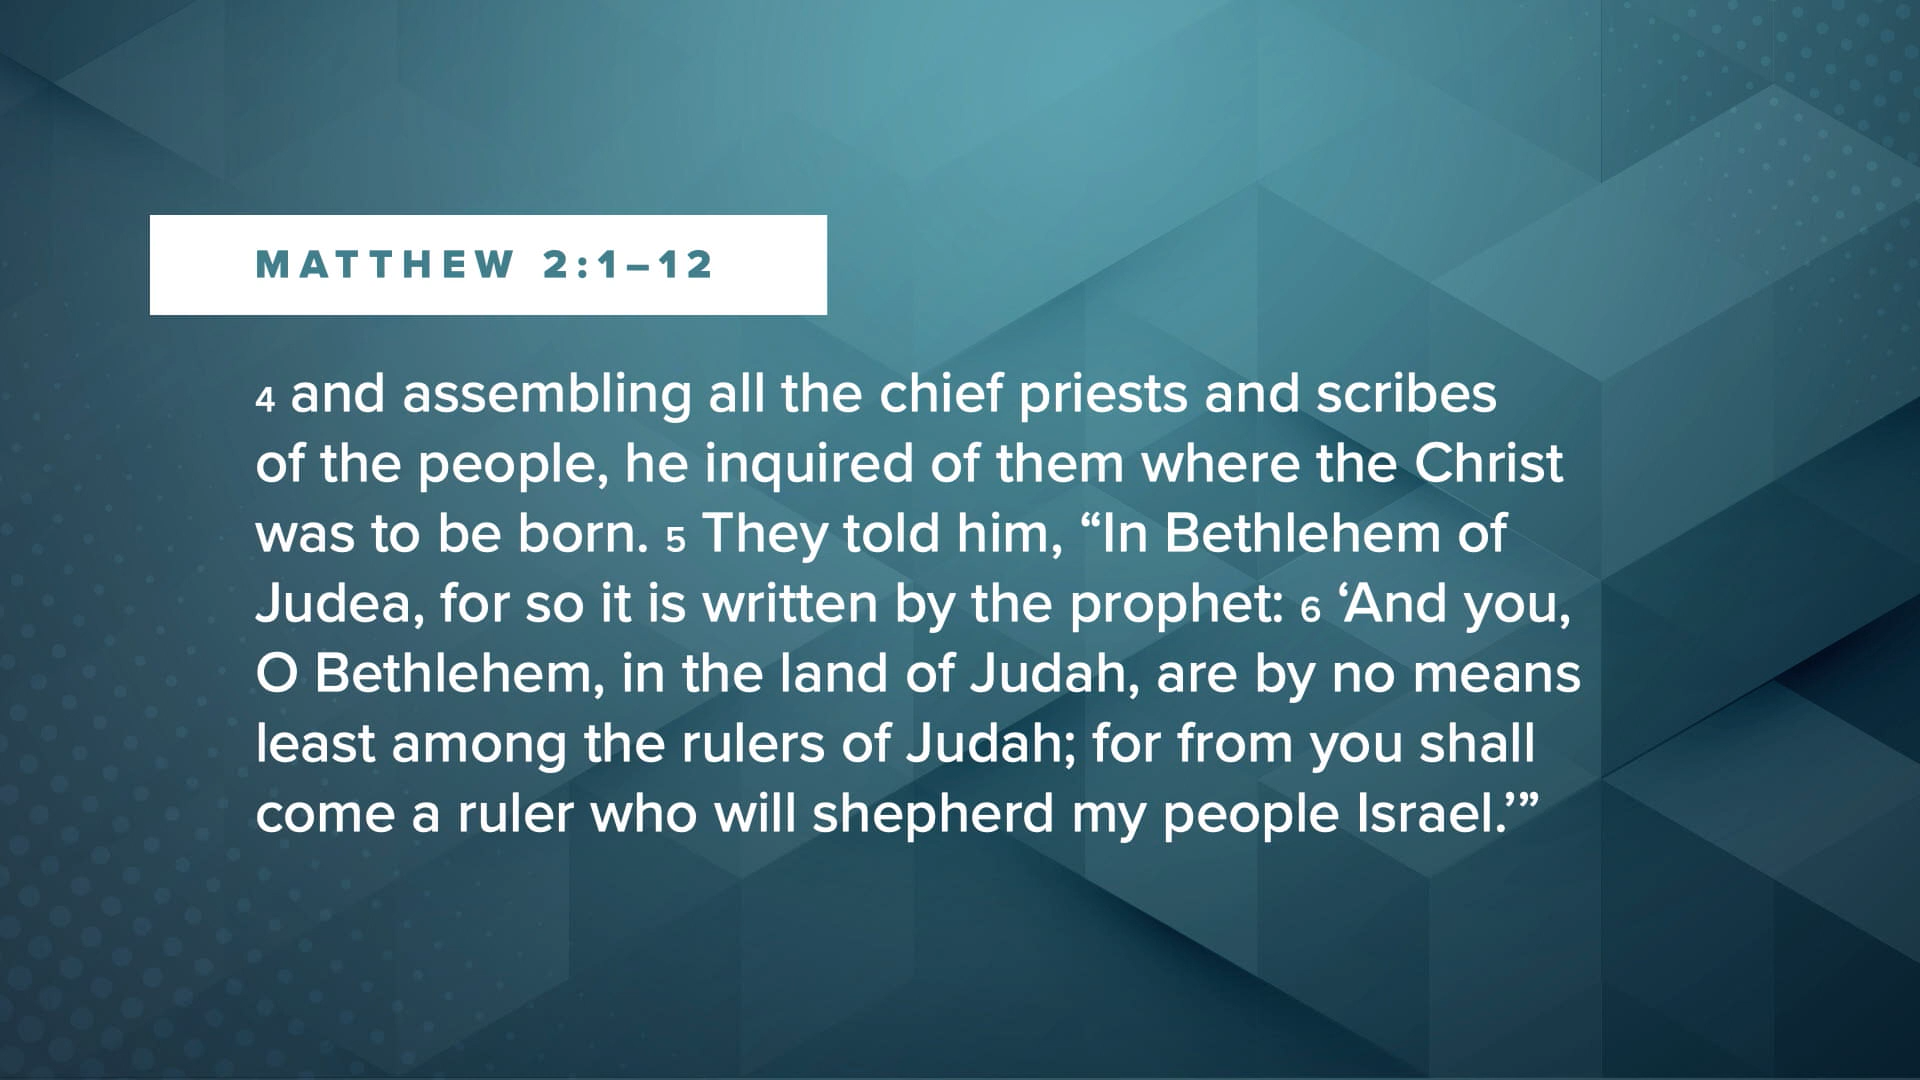 MATTHEW 2:1–12
4 and assembling all the chief priests and scribes
of the people, he inquired of them where the Christ
was to be born. 5 They told him, “In Bethlehem of
Judea, for so it is written by the prophet: 6 ‘And you,
O Bethlehem, in the land of Judah, are by no means
least among the rulers of Judah; for from you shall
come a ruler who will shepherd my people Israel.’”